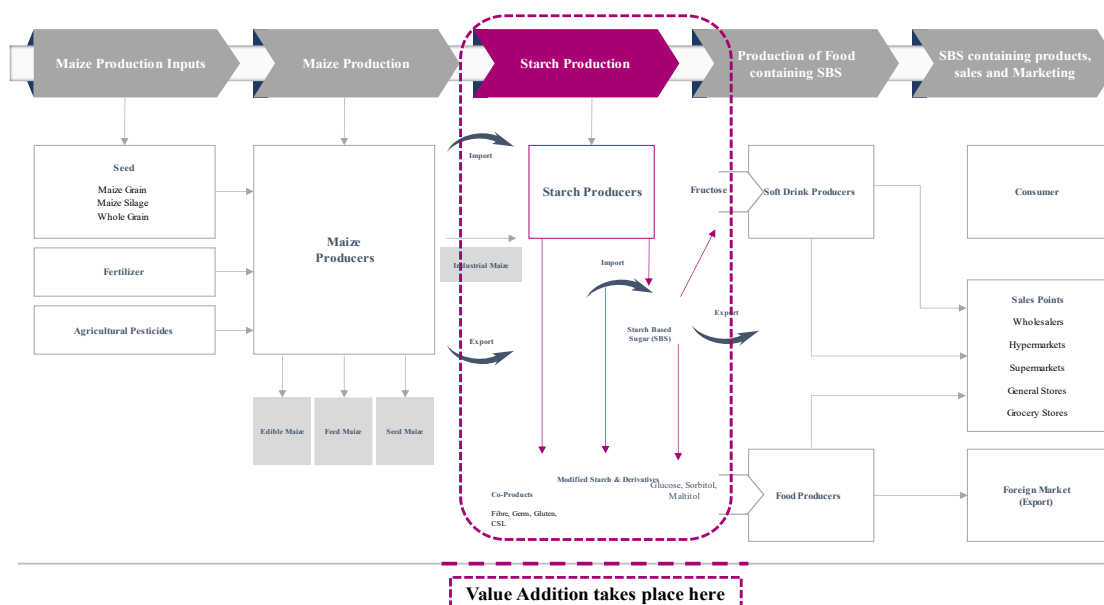 Maize Production Inputs
Maize Production
Starch Production
Production of Food
containing SBS
SBS containing products,
sales and Marketing
Seed
Maize Grain
Maize Silage
Whole Grain
Fertilizer
Agricultural Pesticides
Maize
Producers
Edible Maize
Feed Maize
Seed Maize
Import
Industrial Maize
Export
Starch Producers
Import
Starch Based
Sugar (SBS)
Fructose
Export
Co-Products
Fibre, Germ, Gluten,
CSL
Modified Starch & Derivatives
Glucose, Sorbitol,
Maltitol
Soft Drink Producers
Food Producers
Consumer
Sales Points
Wholesalers
Hypermarkets
Supermarkets
General Stores
Grocery Stores
Foreign Market
(Export)
Value Addition takes place here